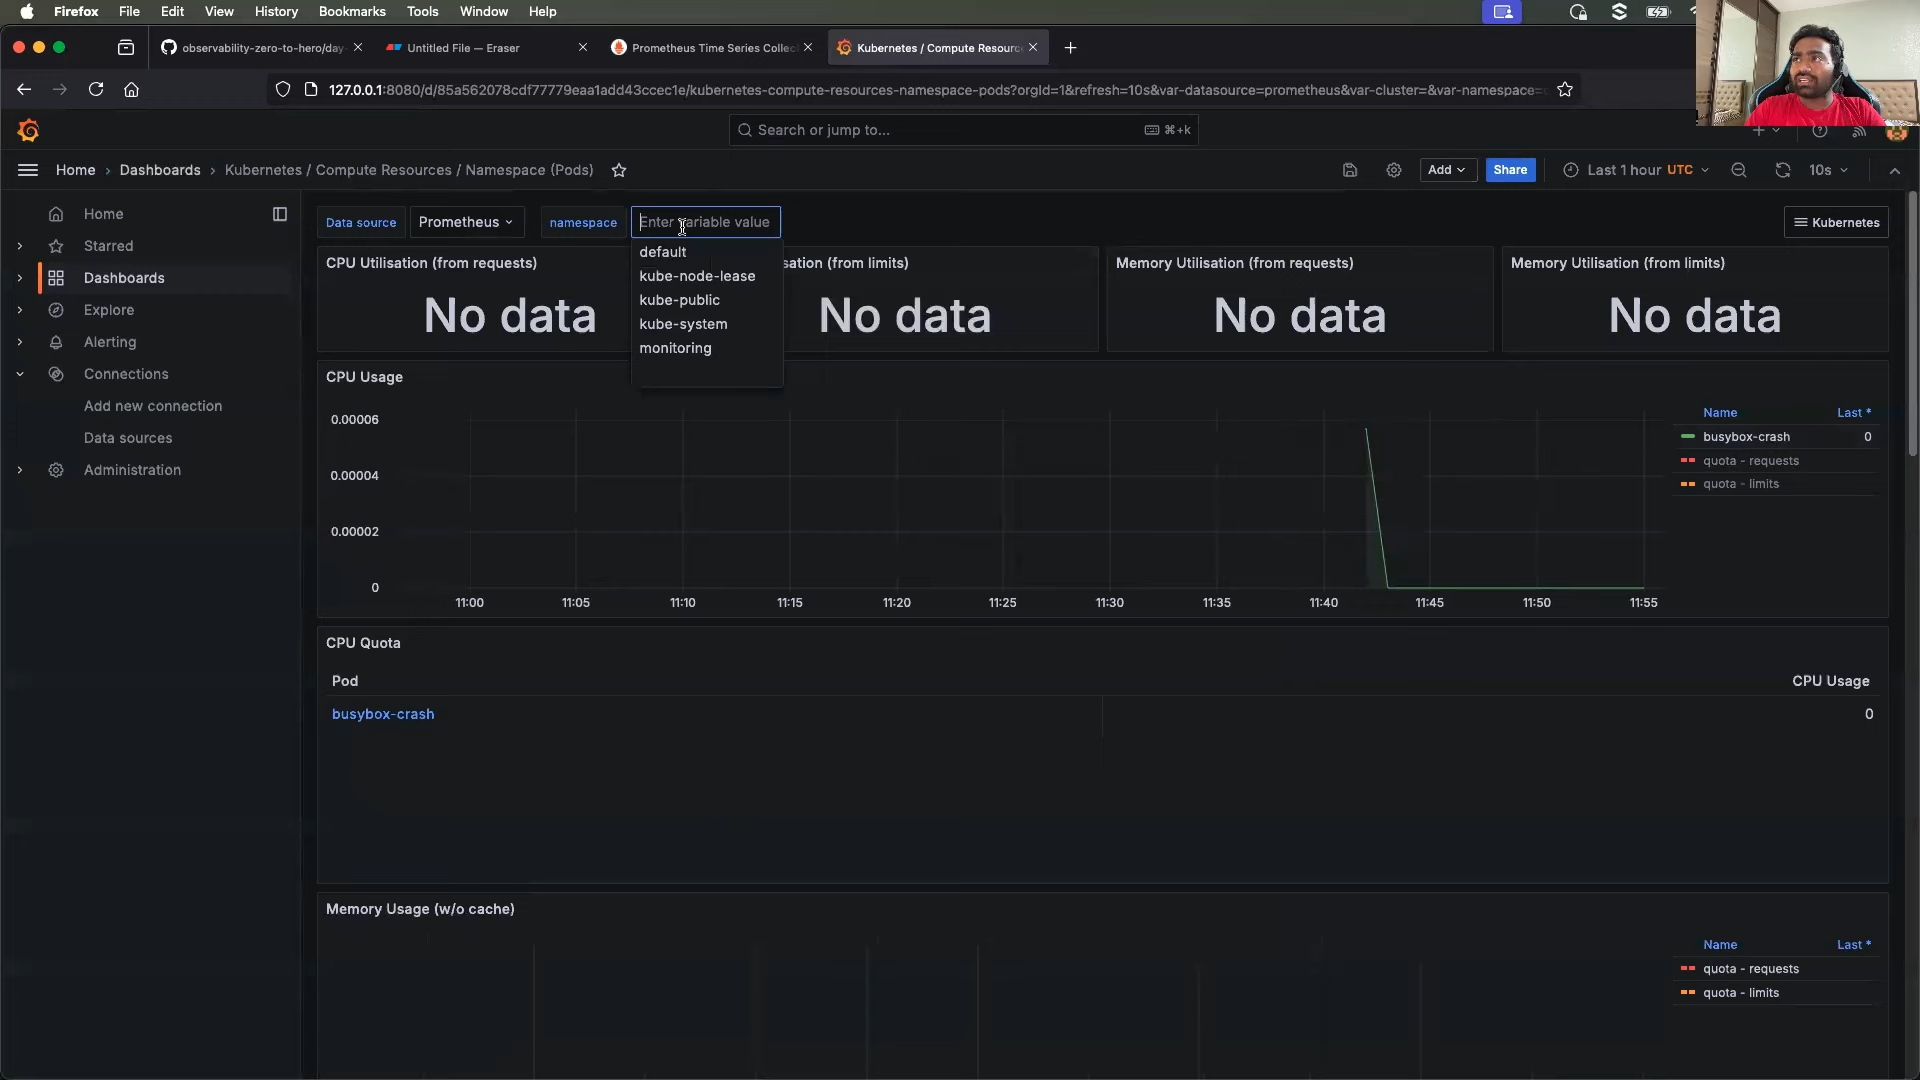 Firefox File Edit View History Bookmarks Tools Window Help
observability-zero-to-hero/day-
Untitled File — Eraser
Prometheus Time Series Collec
Kubernetes / Compute Resourc
127.0.0.1:8080/d/85a562078cdf77779eaa1add43ccec1e/kubernetes-compute-resources-namespace-pods?orgId=1&refresh=10s&var-datasource=prometheus&var-cluster=&var-namespace=
Search or jump to... ⌘+k
Home › Dashboards › Kubernetes / Compute Resources / Namespace (Pods)
Add Share Last 1 hour UTC 10s
Home
Starred
Dashboards
Explore
Alerting
Connections
Add new connection
Data sources
Administration
Data source Prometheus namespace Enter variable value Kubernetes
default
kube-node-lease
kube-public
kube-system
monitoring
CPU Utilisation (from requests)
No data
sation (from limits)
No data
Memory Utilisation (from requests)
No data
Memory Utilisation (from limits)
No data
CPU Usage
0.00006
0.00004
0.00002
0
11:00 11:05 11:10 11:15 11:20 11:25 11:30 11:35 11:40 11:45 11:50 11:55
Name Last *
busybox-crash 0
quota - requests
quota - limits
CPU Quota
Pod CPU Usage
busybox-crash 0
Memory Usage (w/o cache)
Name Last *
quota - requests
quota - limits